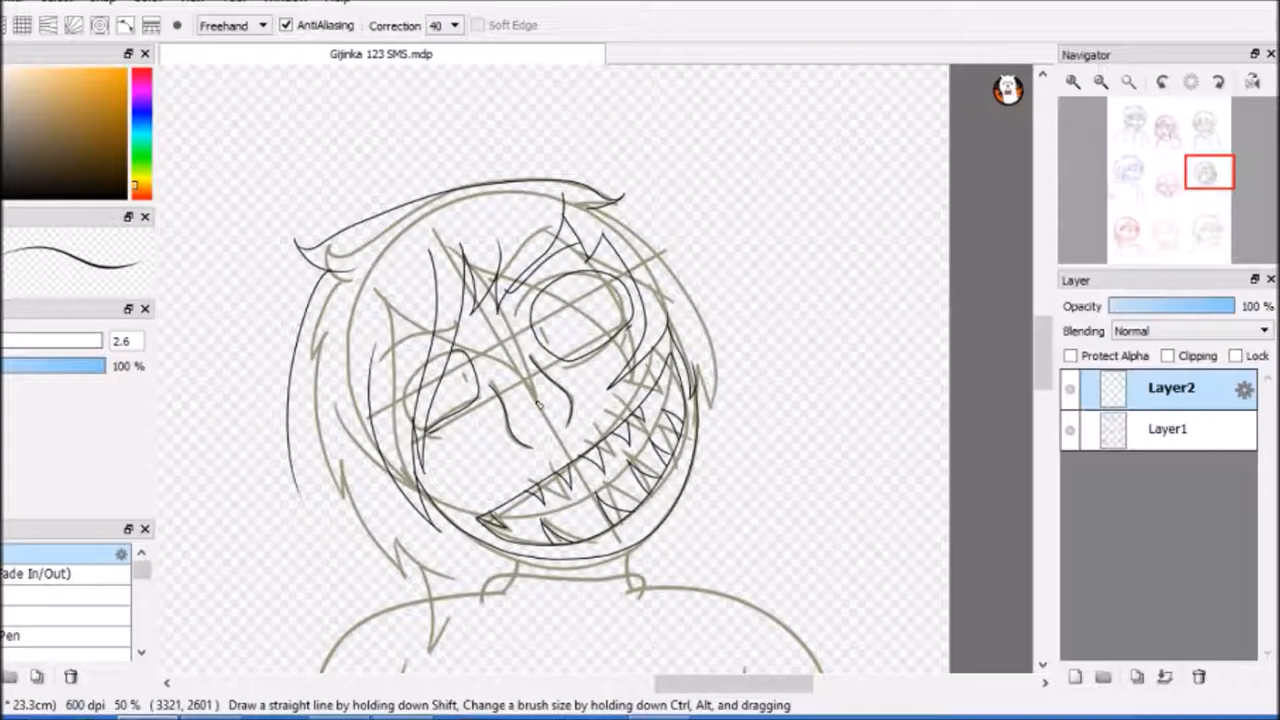 Freehand AntiAliasing Correction 40 Soft Edge
Gijinka 123 SMS.mdp
Navigator
2.6
100 %
Layer
Opacity 100 %
Blending Normal
Protect Alpha Clipping Lock
Layer2
Layer1
ade In/Out)
Pen
* 23.3cm) 600 dpi 50 % ( 3321, 2601 ) Draw a straight line by holding down Shift, Change a brush size by holding down Ctrl, Alt, and dragging